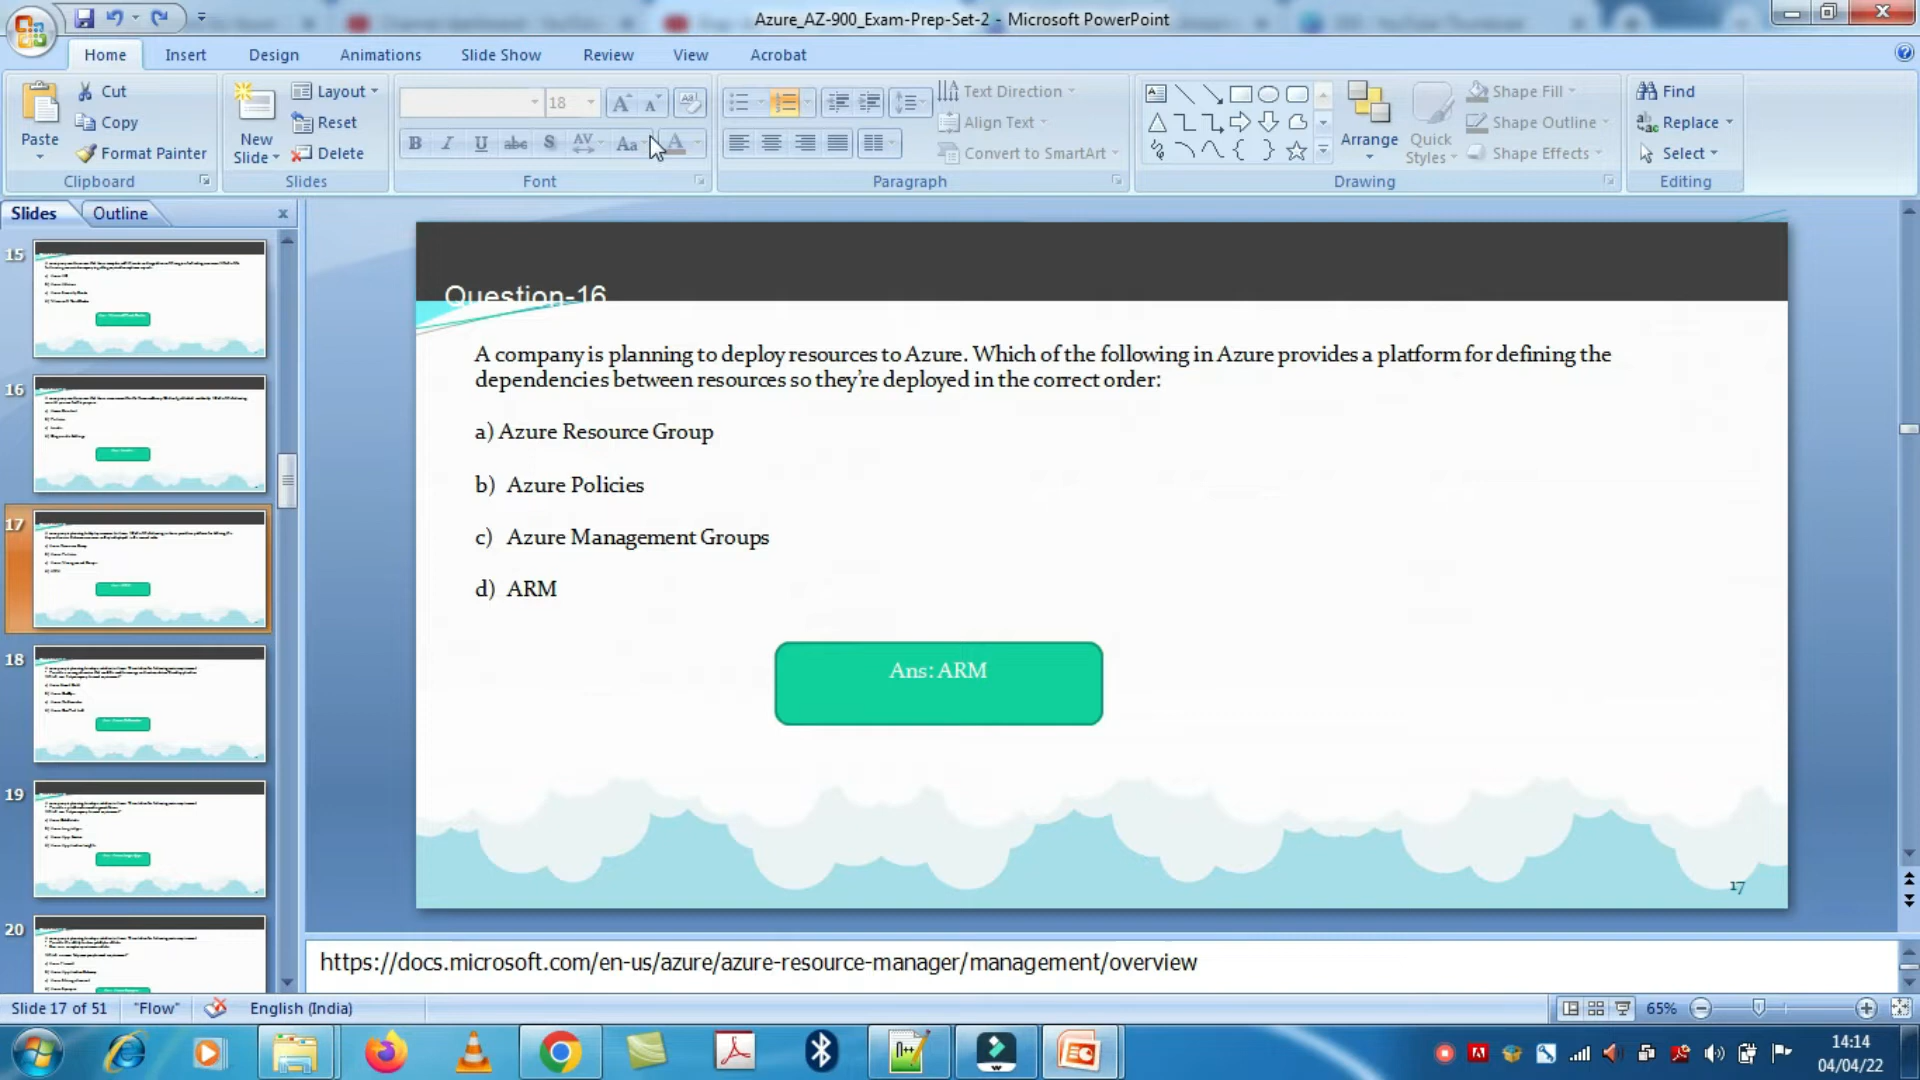 Azure_AZ-900_Exam-Prep-Set-2 - Microsoft PowerPoint
Home Insert Design Animations Slide Show Review View Acrobat
Paste
Cut
Copy
Format Painter
Clipboard
New Slide
Layout
Reset
Delete
Slides
18
Font
Text Direction
Align Text
Convert to SmartArt
Paragraph
Arrange
Quick Styles
Shape Fill
Shape Outline
Shape Effects
Drawing
Find
Replace
Select
Editing
Slides Outline
15
16
17
18
19
20
Question-16
A company is planning to deploy resources to Azure. Which of the following in Azure provides a platform for defining the
dependencies between resources so they're deployed in the correct order:
a) Azure Resource Group
b) Azure Policies
c) Azure Management Groups
d) ARM
Ans: ARM
17
https://docs.microsoft.com/en-us/azure/azure-resource-manager/management/overview
Slide 17 of 51 "Flow" English (India) 65%
14:14
04/04/22